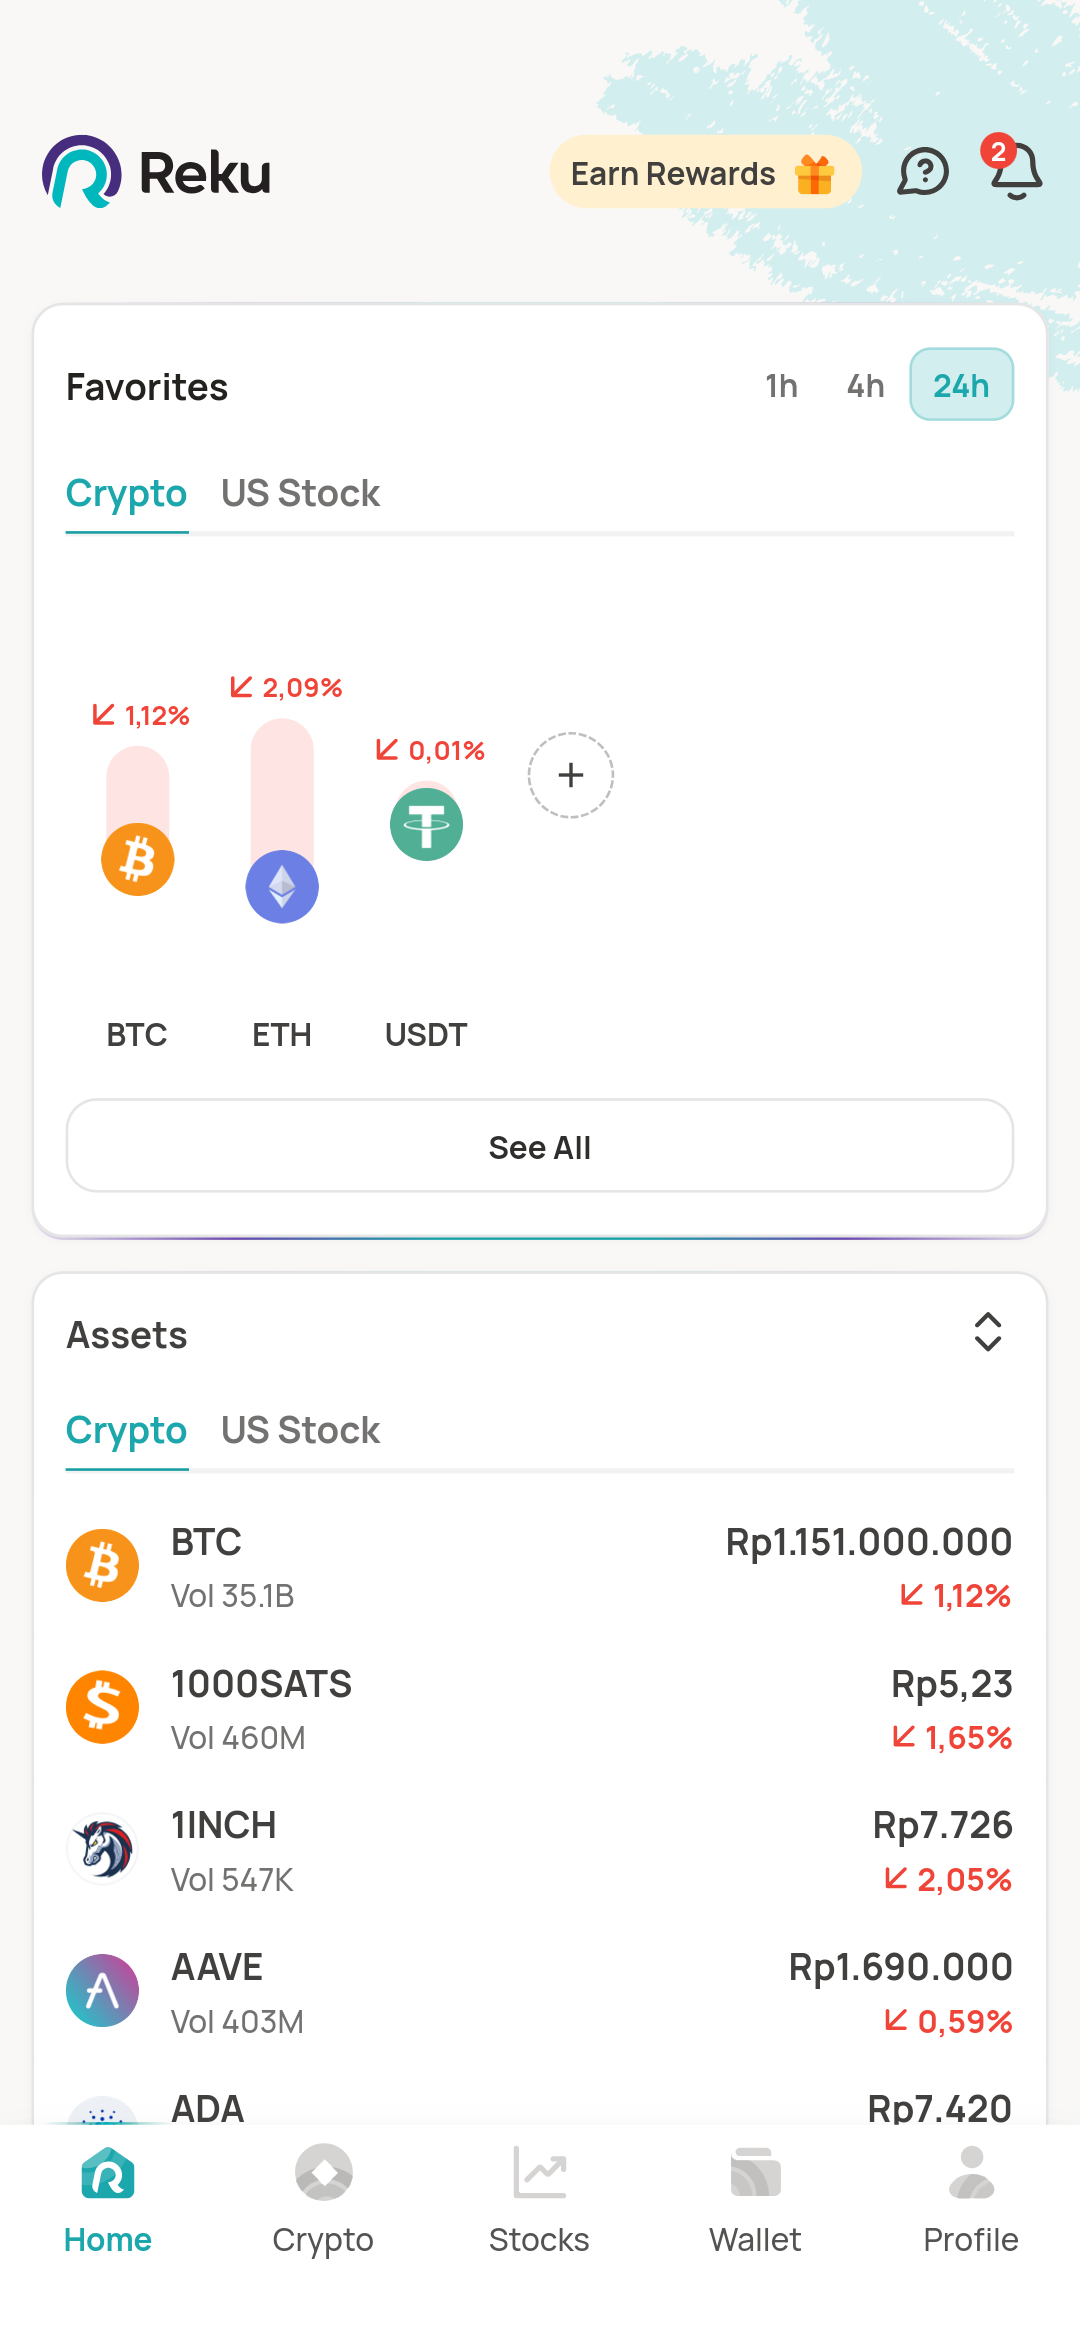 Reku
Earn Rewards
2
Favorites
1h 4h 24h
Crypto US Stock
2,09%
1,12%
0,01%
BTC ETH USDT
See All
Assets
Crypto US Stock
BTC Rp1.151.000.000
Vol 35.1B 1,12%
1000SATS Rp5,23
Vol 460M 1,65%
1INCH Rp7.726
Vol 547K 2,05%
AAVE Rp1.690.000
Vol 403M 0,59%
ADA Rp7.420
Home Crypto Stocks Wallet Profile